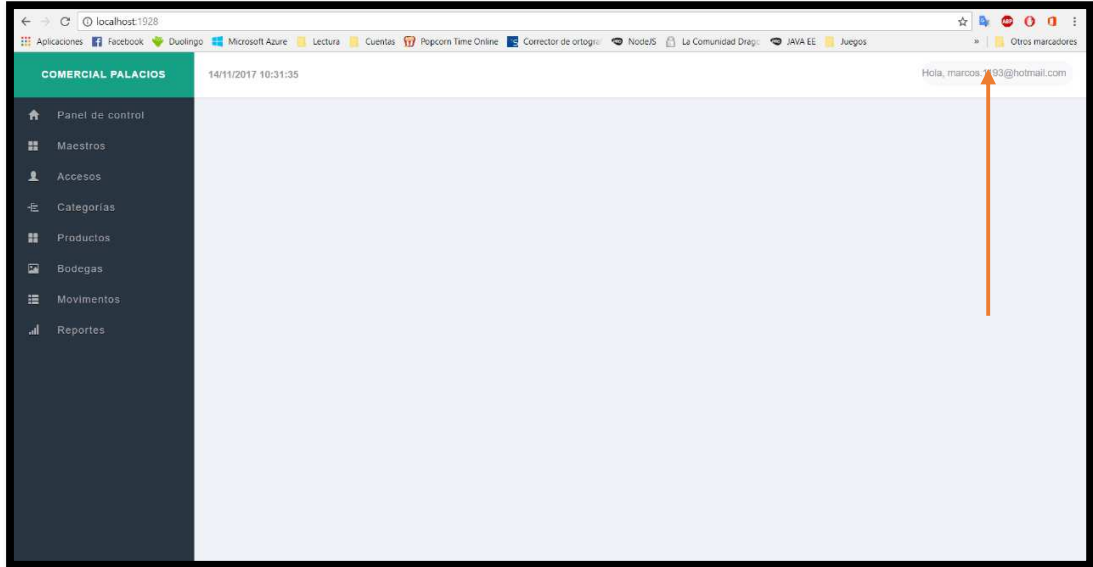 localhost:1928
Aplicaciones Facebook Duolingo Microsoft Azure Lectura Cuentas Popcorn Time Online Corrector de ortogra NodeJS La Comunidad Drago JAVA EE Juegos » Otros marcadores
COMERCIAL PALACIOS 14/11/2017 10:31:35 Hola,
Panel de control
Maestros
Accesos
Categorías
Productos
Bodegas
Movimentos
Reportes